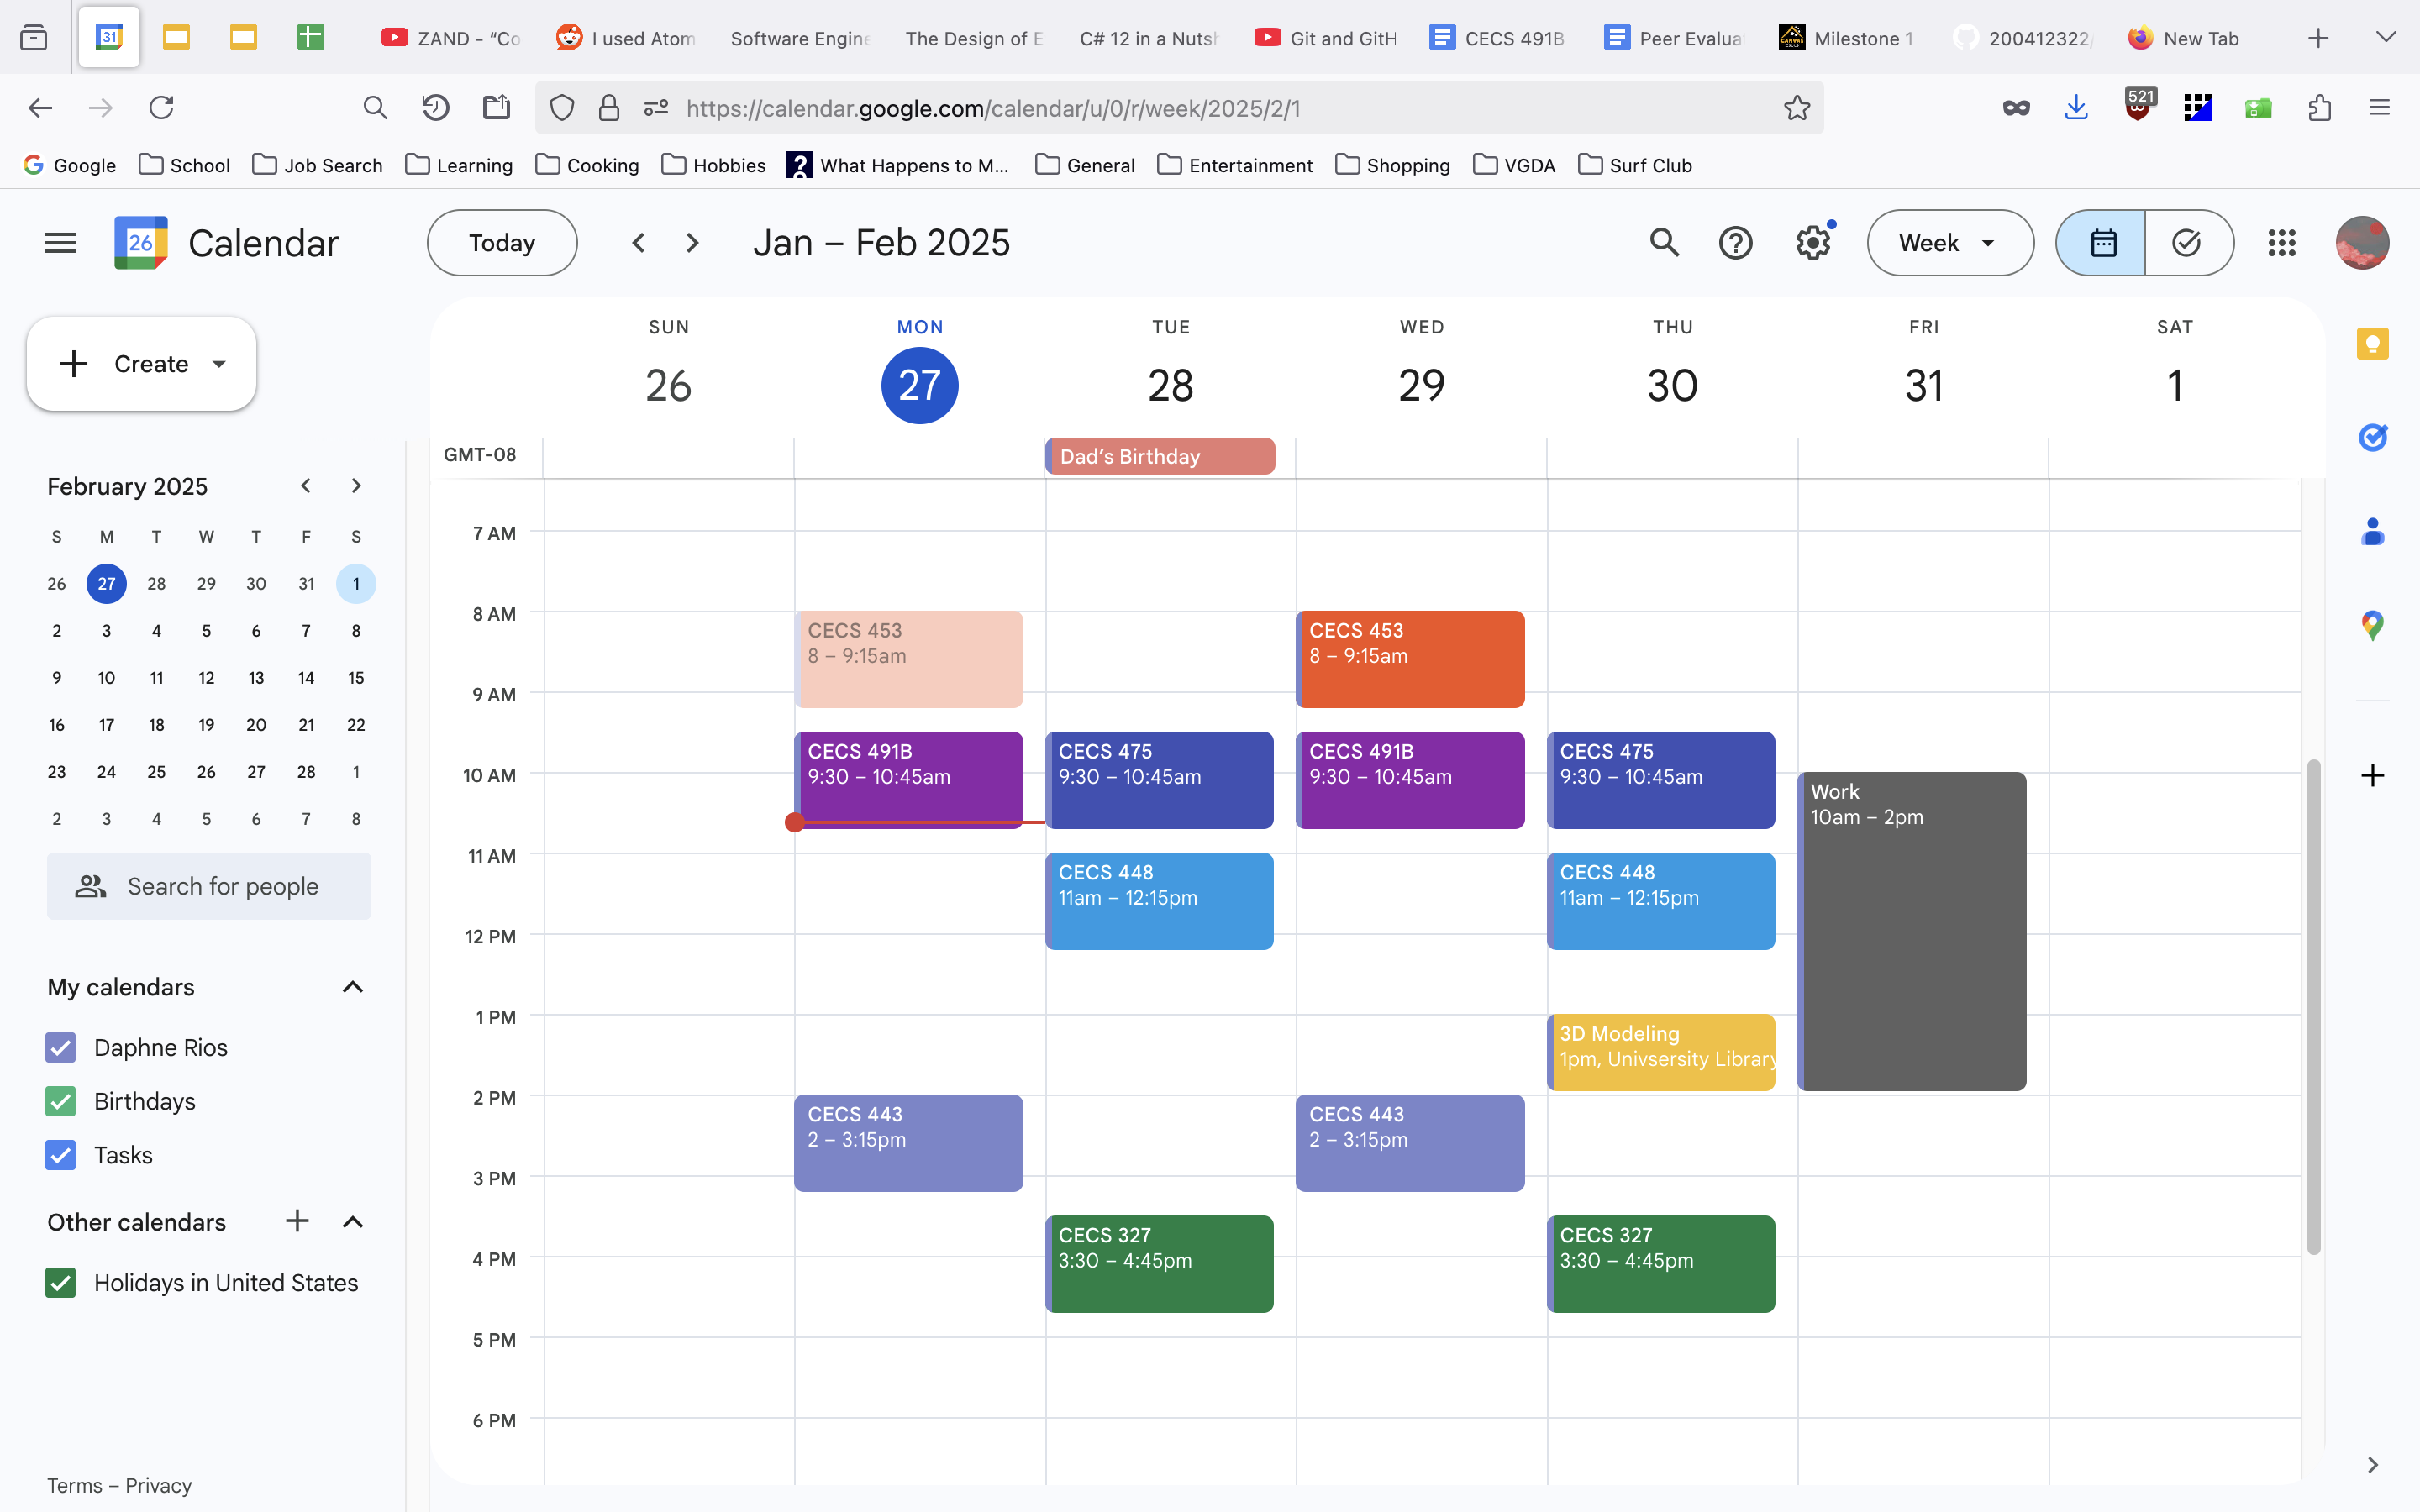 31
ZAND - “Co
I used Atom
Software Engine
The Design of E
C# 12 in a Nutsh
Git and GitH
CECS 491B
Peer Evalua
Milestone 1
200412322
New Tab
https://calendar.google.com/calendar/u/0/r/week/2025/2/1
521
Google
School
Job Search
Learning
Cooking
Hobbies
What Happens to M...
General
Entertainment
Shopping
VGDA
Surf Club
26
Calendar
Today
Jan – Feb 2025
Week
Create
SUN
MON
TUE
WED
THU
FRI
SAT
26
27
28
29
30
31
1
GMT-08
Dad’s Birthday
February 2025
S M T W T F S
26 27 28 29 30 31 1
2 3 4 5 6 7 8
9 10 11 12 13 14 15
16 17 18 19 20 21 22
23 24 25 26 27 28 1
2 3 4 5 6 7 8
Search for people
My calendars
Daphne Rios
Birthdays
Tasks
Other calendars
Holidays in United States
Terms – Privacy
7 AM
8 AM
9 AM
10 AM
11 AM
12 PM
1 PM
2 PM
3 PM
4 PM
5 PM
6 PM
CECS 453
8 – 9:15am
CECS 491B
9:30 – 10:45am
CECS 443
2 – 3:15pm
CECS 475
9:30 – 10:45am
CECS 448
11am – 12:15pm
CECS 327
3:30 – 4:45pm
CECS 453
8 – 9:15am
CECS 491B
9:30 – 10:45am
CECS 443
2 – 3:15pm
CECS 475
9:30 – 10:45am
CECS 448
11am – 12:15pm
3D Modeling
1pm, Univsersity Library
CECS 327
3:30 – 4:45pm
Work
10am – 2pm